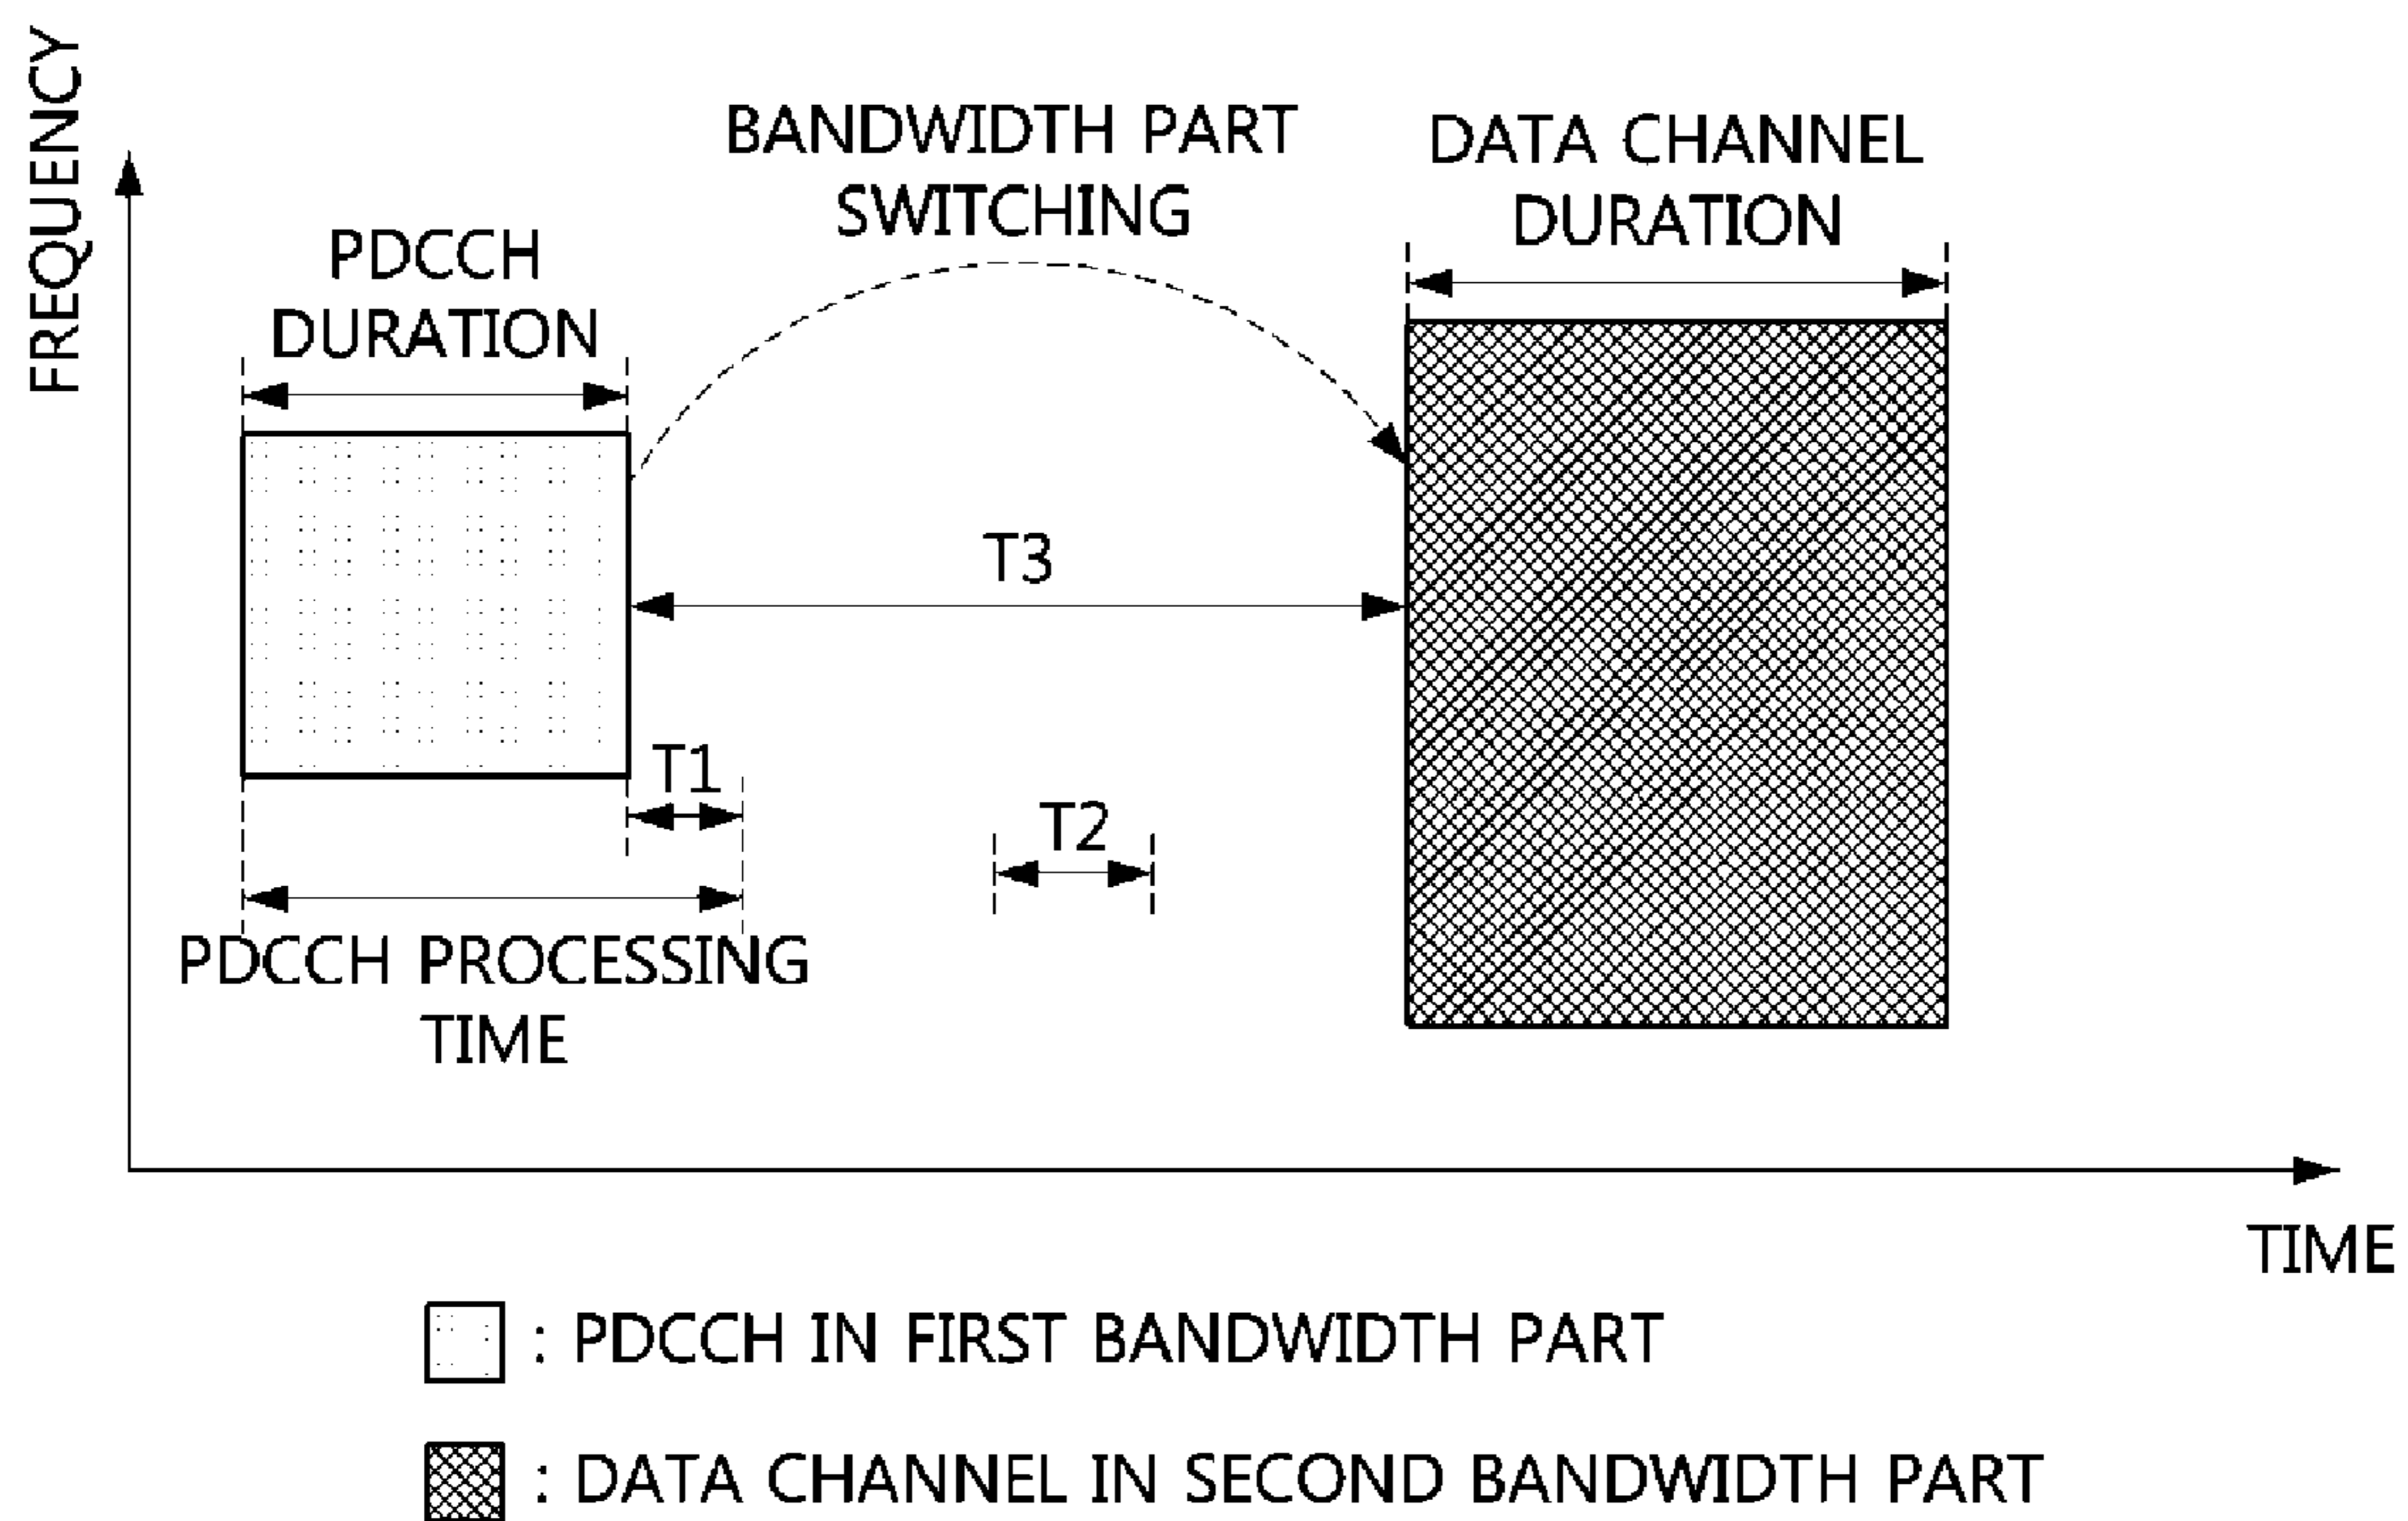 FREQUENCY
BANDWIDTH PART
SWITCHING
DATA CHANNEL
DURATION
PDCCH
DURATION
T3
T1
T2
PDCCH PROCESSING
TIME
TIME
: PDCCH IN FIRST BANDWIDTH PART
: DATA CHANNEL IN SECOND BANDWIDTH PART